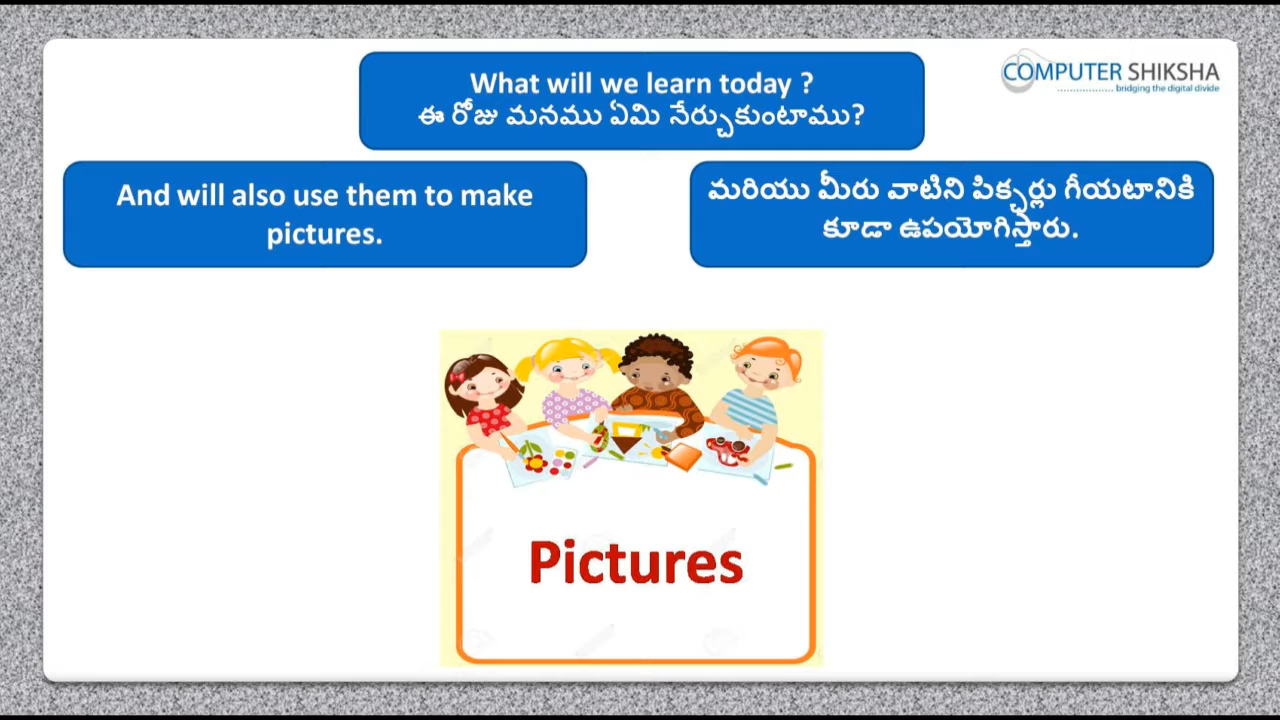 What will we learn today ?
ఈ రోజు మనము ఏమి నేర్చుకుంటాము?
COMPUTER SHIKSHA
bridging the digital divide
And will also use them to make
pictures.
మరియు మీరు వాటిని పిక్చర్లు గీయటానికి
కూడా ఉపయోగిస్తారు.
Pictures